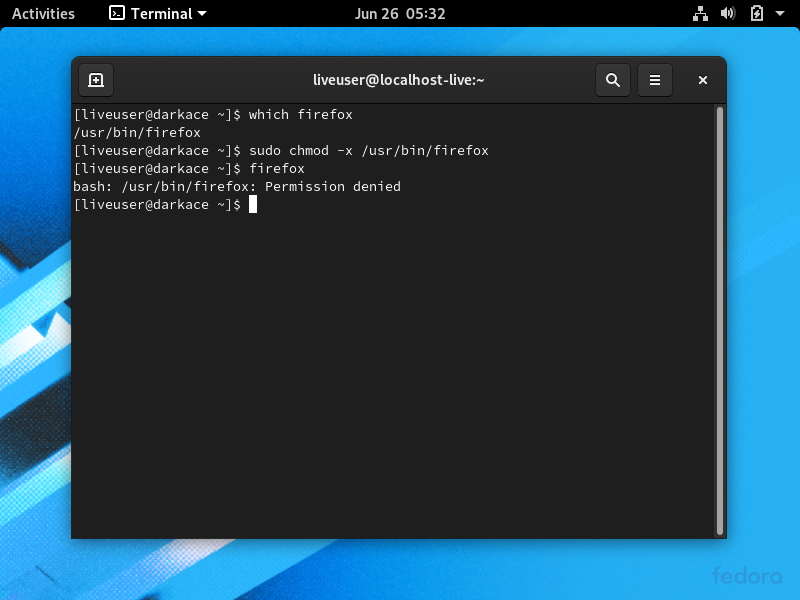 Activities Terminal Jun 26 05:32
liveuser@localhost-live:~
[liveuser@darkace ~]$ which firefox
/usr/bin/firefox
[liveuser@darkace ~]$ sudo chmod -x /usr/bin/firefox
[liveuser@darkace ~]$ firefox
bash: /usr/bin/firefox: Permission denied
[liveuser@darkace ~]$
fedora